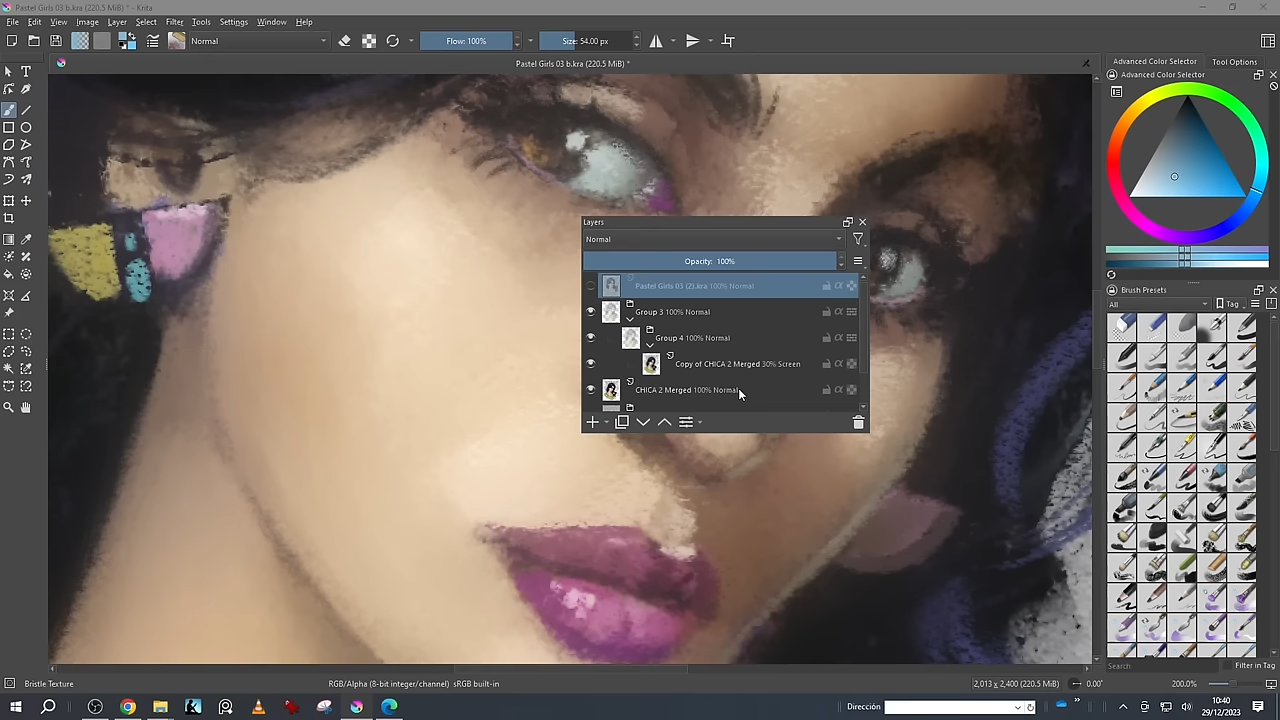 Pastel Girls 03 b.kra (220.5 MiB) * - Krita
File Edit View Image Layer Select Filter Tools Settings Window Help
Normal Flow: 100% Size: 54.00 px
Pastel Girls 03 b.kra (220.5 MiB) *
Advanced Color Selector Tool Options
Advanced Color Selector
Layers
Normal
Opacity: 100%
Pastel Girls 03 (2).kra 100% Normal
Group 3 100% Normal
Group 4 100% Normal
Copy of CHICA 2 Merged 30% Screen
CHICA 2 Merged 100% Normal
Brush Presets
All Tag
Search Filter in Tag
Bristle Texture. RGB/Alpha (8-bit integer/channel) sRGB built-in 2,013 x 2,400 (220.5 MiB) 0.00° 200.0%
Dirección 10:40
29/12/2023